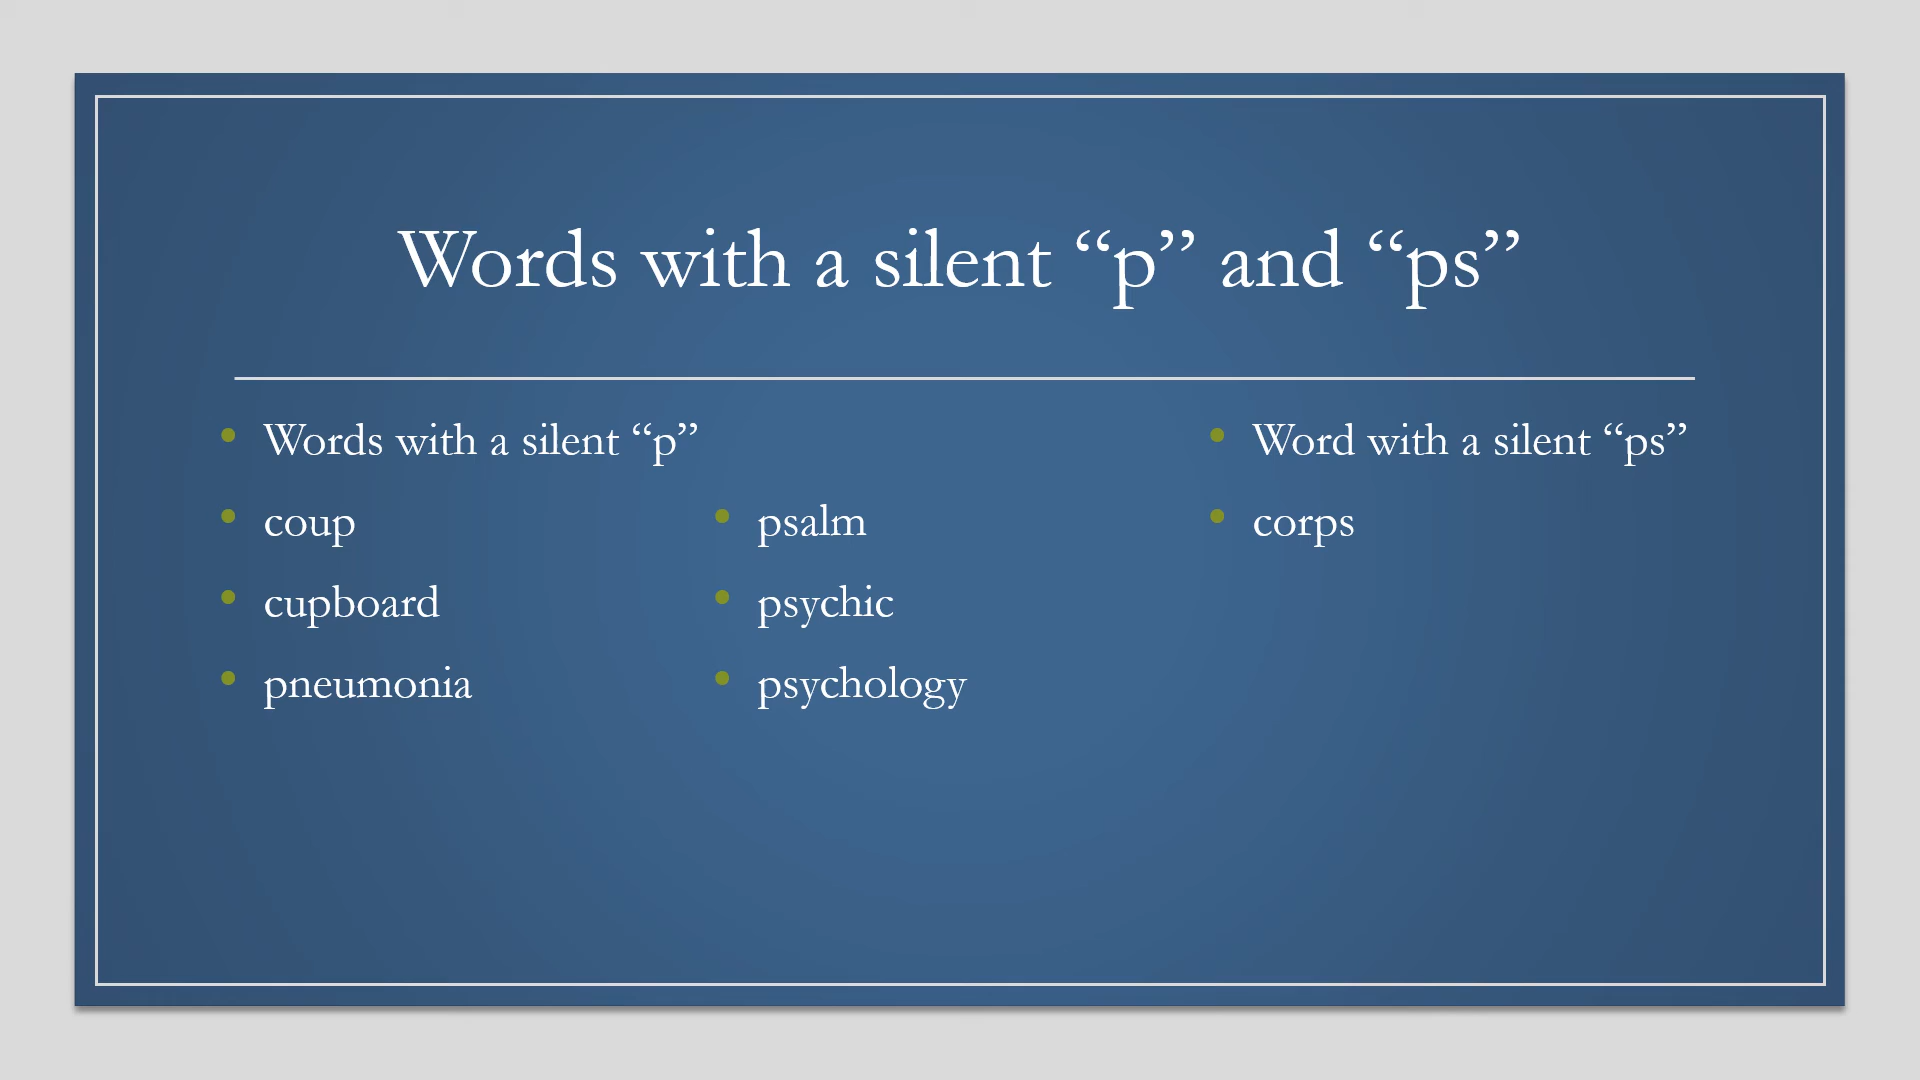 Words with a silent “p” and “ps”
• Words with a silent “p”
• coup
• cupboard
• pneumonia
• psalm
• psychic
• psychology
• Word with a silent “ps”
• corps